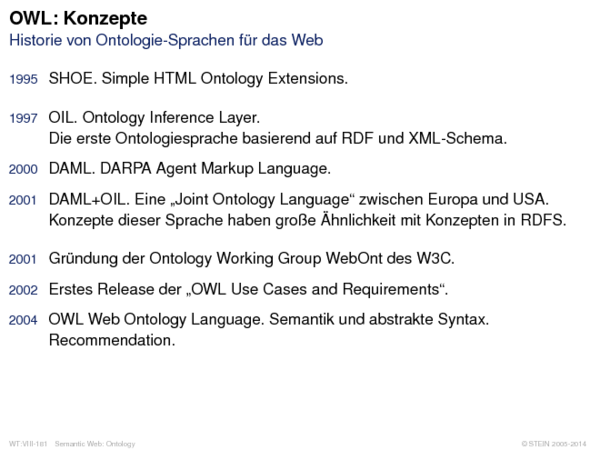 OWL: Konzepte
Historie von Ontologie-Sprachen für das Web
1995 SHOE. Simple HTML Ontology Extensions.
1997 OIL. Ontology Inference Layer.
Die erste Ontologiesprache basierend auf RDF und XML-Schema.
2000 DAML. DARPA Agent Markup Language.
2001 DAML+OIL. Eine „Joint Ontology Language“ zwischen Europa und USA.
Konzepte dieser Sprache haben große Ähnlichkeit mit Konzepten in RDFS.
2001 Gründung der Ontology Working Group WebOnt des W3C.
2002 Erstes Release der „OWL Use Cases and Requirements“.
2004 OWL Web Ontology Language. Semantik und abstrakte Syntax.
Recommendation.
Semantic Web: Ontology
© STEIN 2005-2014